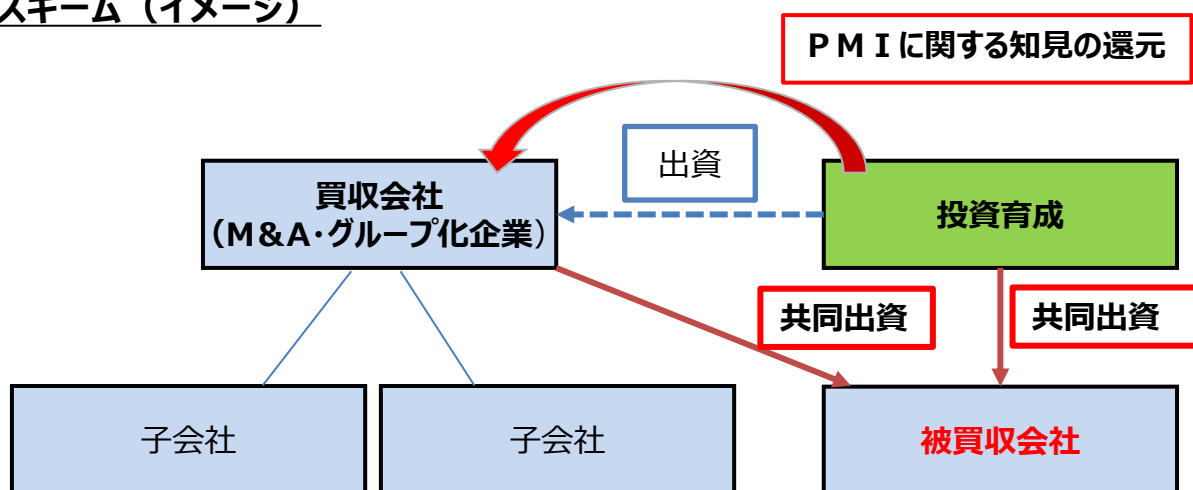 スキーム（イメージ）
ＰＭＩに関する知見の還元
出資
買収会社
（M＆A・グループ化企業）
投資育成
共同出資
共同出資
子会社
子会社
被買収会社